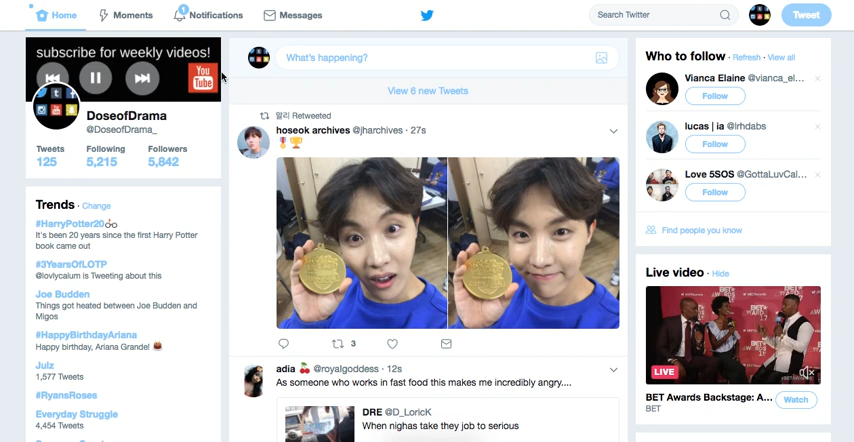 Home
Moments
1
Notifications
Messages
Search Twitter
Tweet
subscribe for weekly videos!
You
Tube
DoseofDrama
@DoseofDrama_
Tweets Following Followers
125 5,215 5,842
Trends · Change
#HarryPotter20
It's been 20 years since the first Harry Potter
book came out
#3YearsOfLOTP
@lovlycalum is Tweeting about this
Joe Budden
Things got heated between Joe Budden and
Migos
#HappyBirthdayAriana
Happy birthday, Ariana Grande!
Julz
1,577 Tweets
#RyansRoses
Everyday Struggle
4,454 Tweets
What's happening?
View 6 new Tweets
알리 Retweeted
hoseok archives @jharchives · 27s
3
adia 🍒 @royalgoddess · 12s
As someone who works in fast food this makes me incredibly angry....
DRE @D_LoricK
When nighas take they job to serious
Who to follow · Refresh · View all
Vianca Elaine @vianca_el...
Follow
lucas | ia @lrhdabs
Follow
Love 5SOS @GottaLuvCal...
Follow
Find people you know
Live video · Hide
LIVE
BET Awards Backstage: A...
BET
Watch